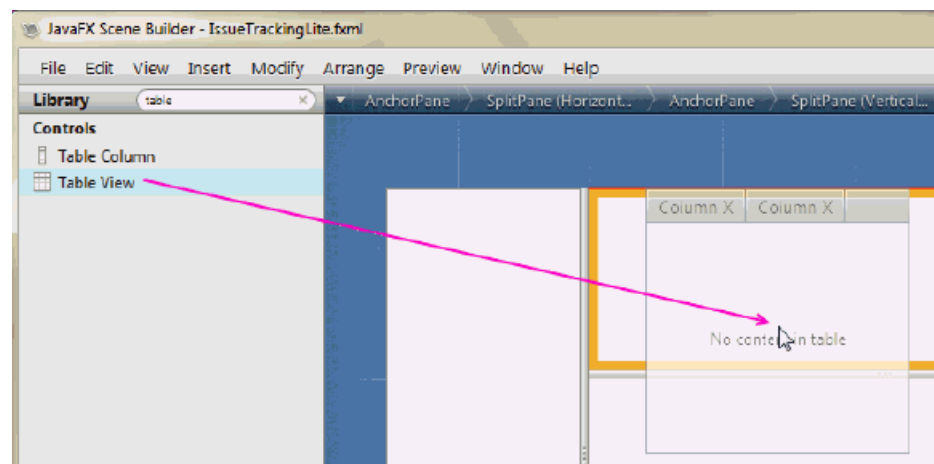 JavaFX Scene Builder - IssueTrackingLite.fxml
File Edit View Insert Modify Arrange Preview Window Help
Library table × AnchorPane SplitPane (Horizont... AnchorPane SplitPane (Vertical...
Controls
Table Column
Table View
Column X Column X
No content in table